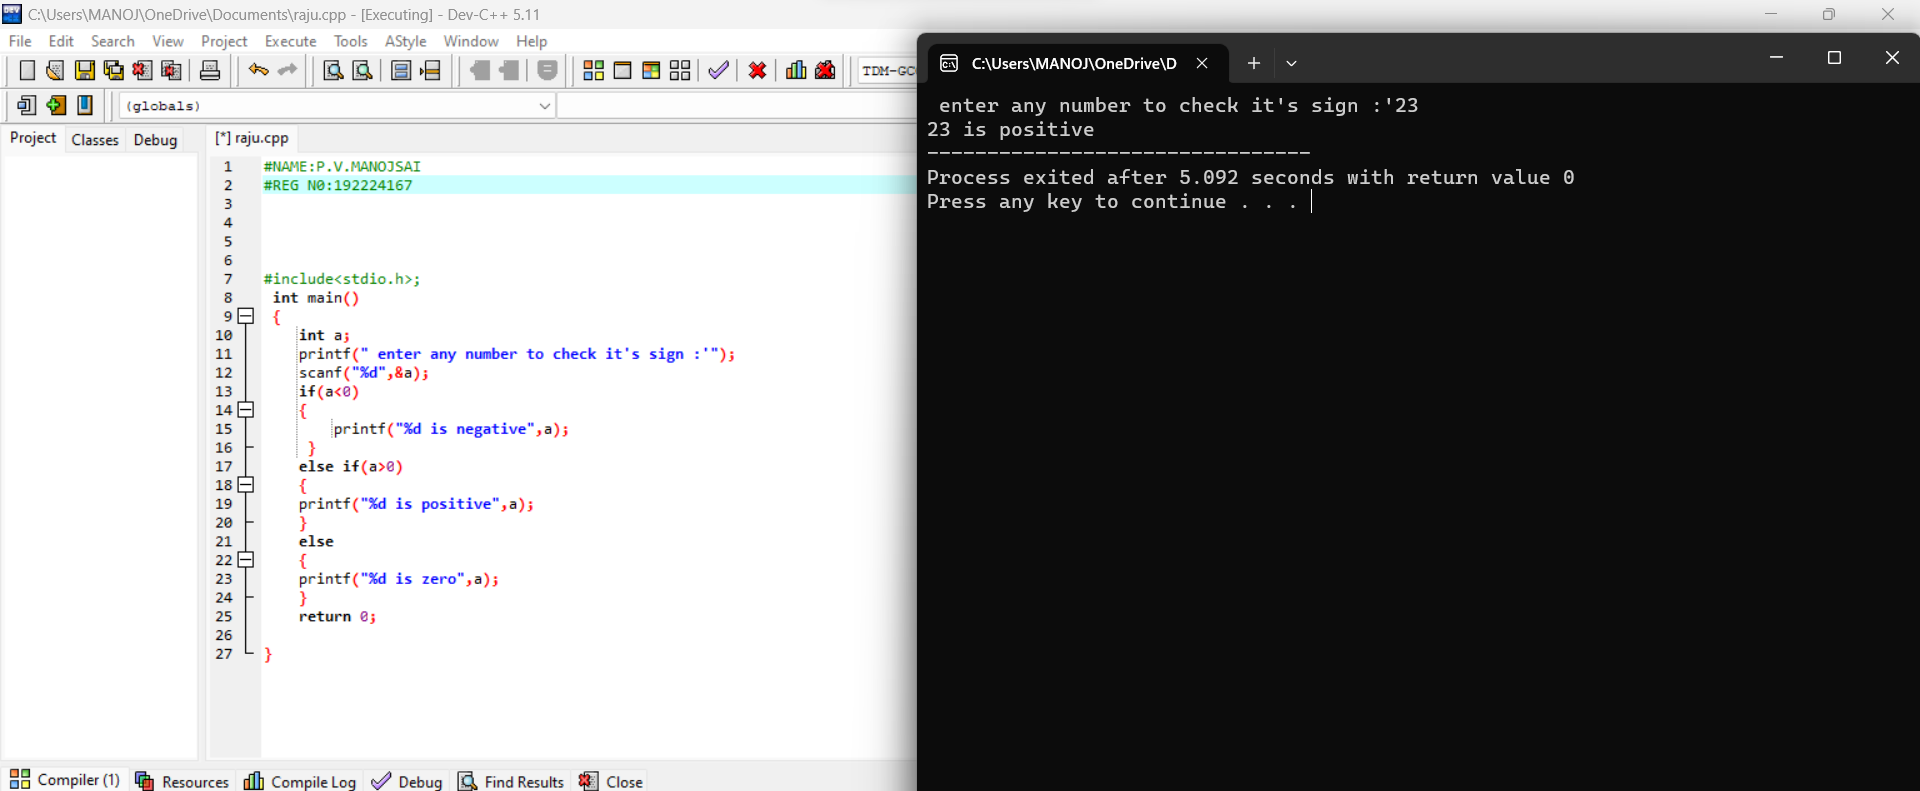 C:\Users\MANOJ\OneDrive\Documents\raju.cpp - [Executing] - Dev-C++ 5.11
File Edit Search View Project Execute Tools AStyle Window Help
TDM-GC
(globals)
Project Classes Debug
[*] raju.cpp
1 #NAME:P.V.MANOJSAI
2 #REG N0:192224167
3
4
5
6
7 #include<stdio.h>;
8 int main()
9 {
10 int a;
11 printf(" enter any number to check it's sign :'");
12 scanf("%d",&a);
13 if(a<0)
14 {
15 printf("%d is negative",a);
16 }
17 else if(a>0)
18 {
19 printf("%d is positive",a);
20 }
21 else
22 {
23 printf("%d is zero",a);
24 }
25 return 0;
26
27 }
Compiler (1) Resources Compile Log Debug Find Results Close
C:\Users\MANOJ\OneDrive\D
enter any number to check it's sign :'23
23 is positive
--------------------------------
Process exited after 5.092 seconds with return value 0
Press any key to continue . . .